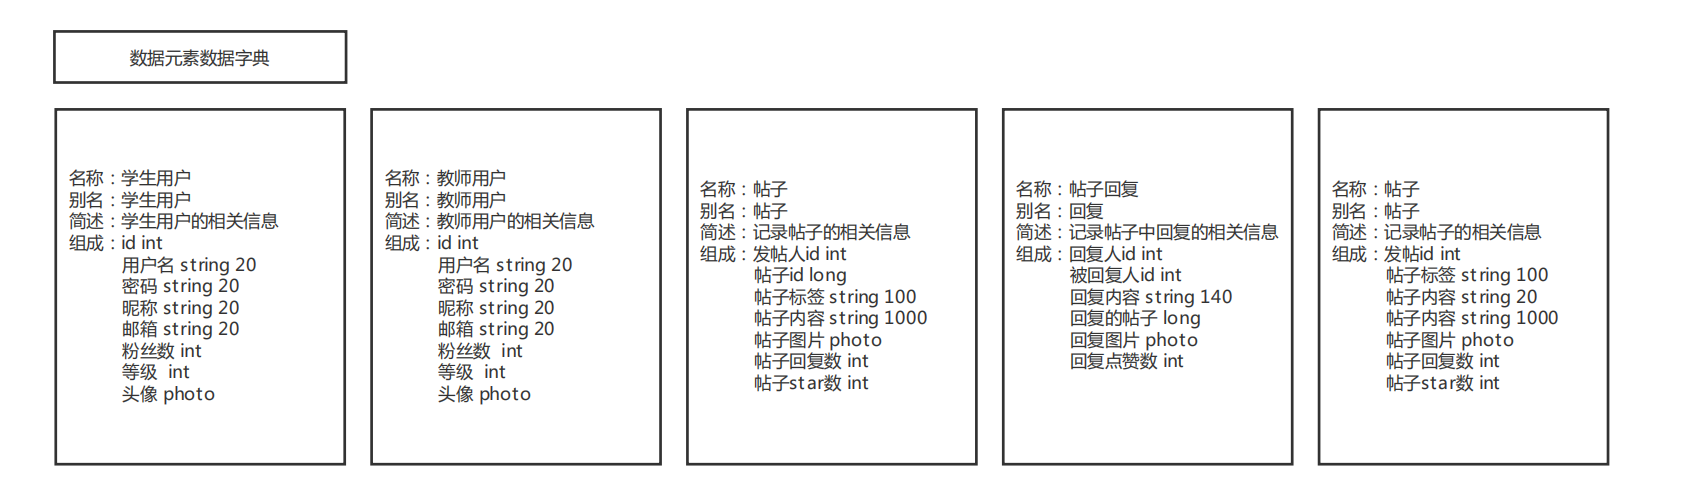 数据元素数据字典
名称：学生用户
别名：学生用户
简述：学生用户的相关信息
组成：id int
用户名 string 20
密码 string 20
昵称 string 20
邮箱 string 20
粉丝数 int
等级 int
头像 photo
名称：教师用户
别名：教师用户
简述：教师用户的相关信息
组成：id int
用户名 string 20
密码 string 20
昵称 string 20
邮箱 string 20
粉丝数 int
等级 int
头像 photo
名称：帖子
别名：帖子
简述：记录帖子的相关信息
组成：发帖人id int
帖子id long
帖子标签 string 100
帖子内容 string 1000
帖子图片 photo
帖子回复数 int
帖子star数 int
名称：帖子回复
别名：回复
简述：记录帖子中回复的相关信息
组成：回复人id int
被回复人id int
回复内容 string 140
回复的帖子 long
回复图片 photo
回复点赞数 int
名称：帖子
别名：帖子
简述：记录帖子的相关信息
组成：发帖id int
帖子标签 string 100
帖子内容 string 20
帖子内容 string 1000
帖子图片 photo
帖子回复数 int
帖子star数 int